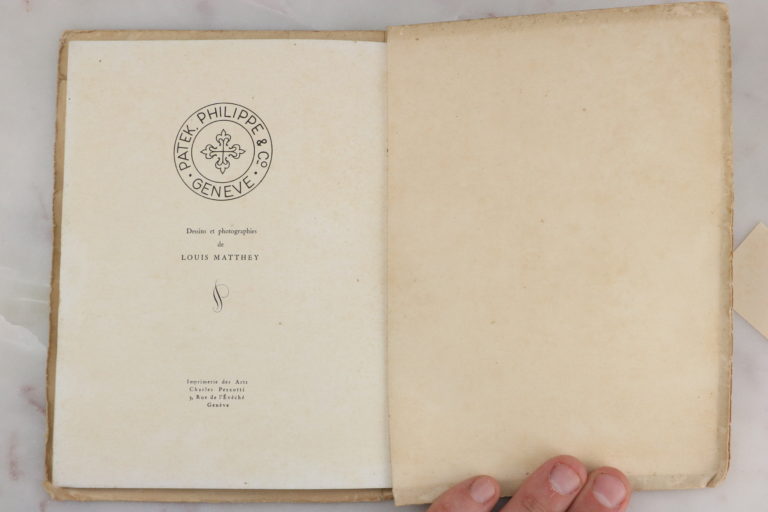 PATEK, PHILIPPE & Cº
· GENEVE ·
Dessins et photographies
de
LOUIS MATTHEY
Imprimerie des Arts
Charles Pezzotti
3, Rue de l'Évêché
Genève